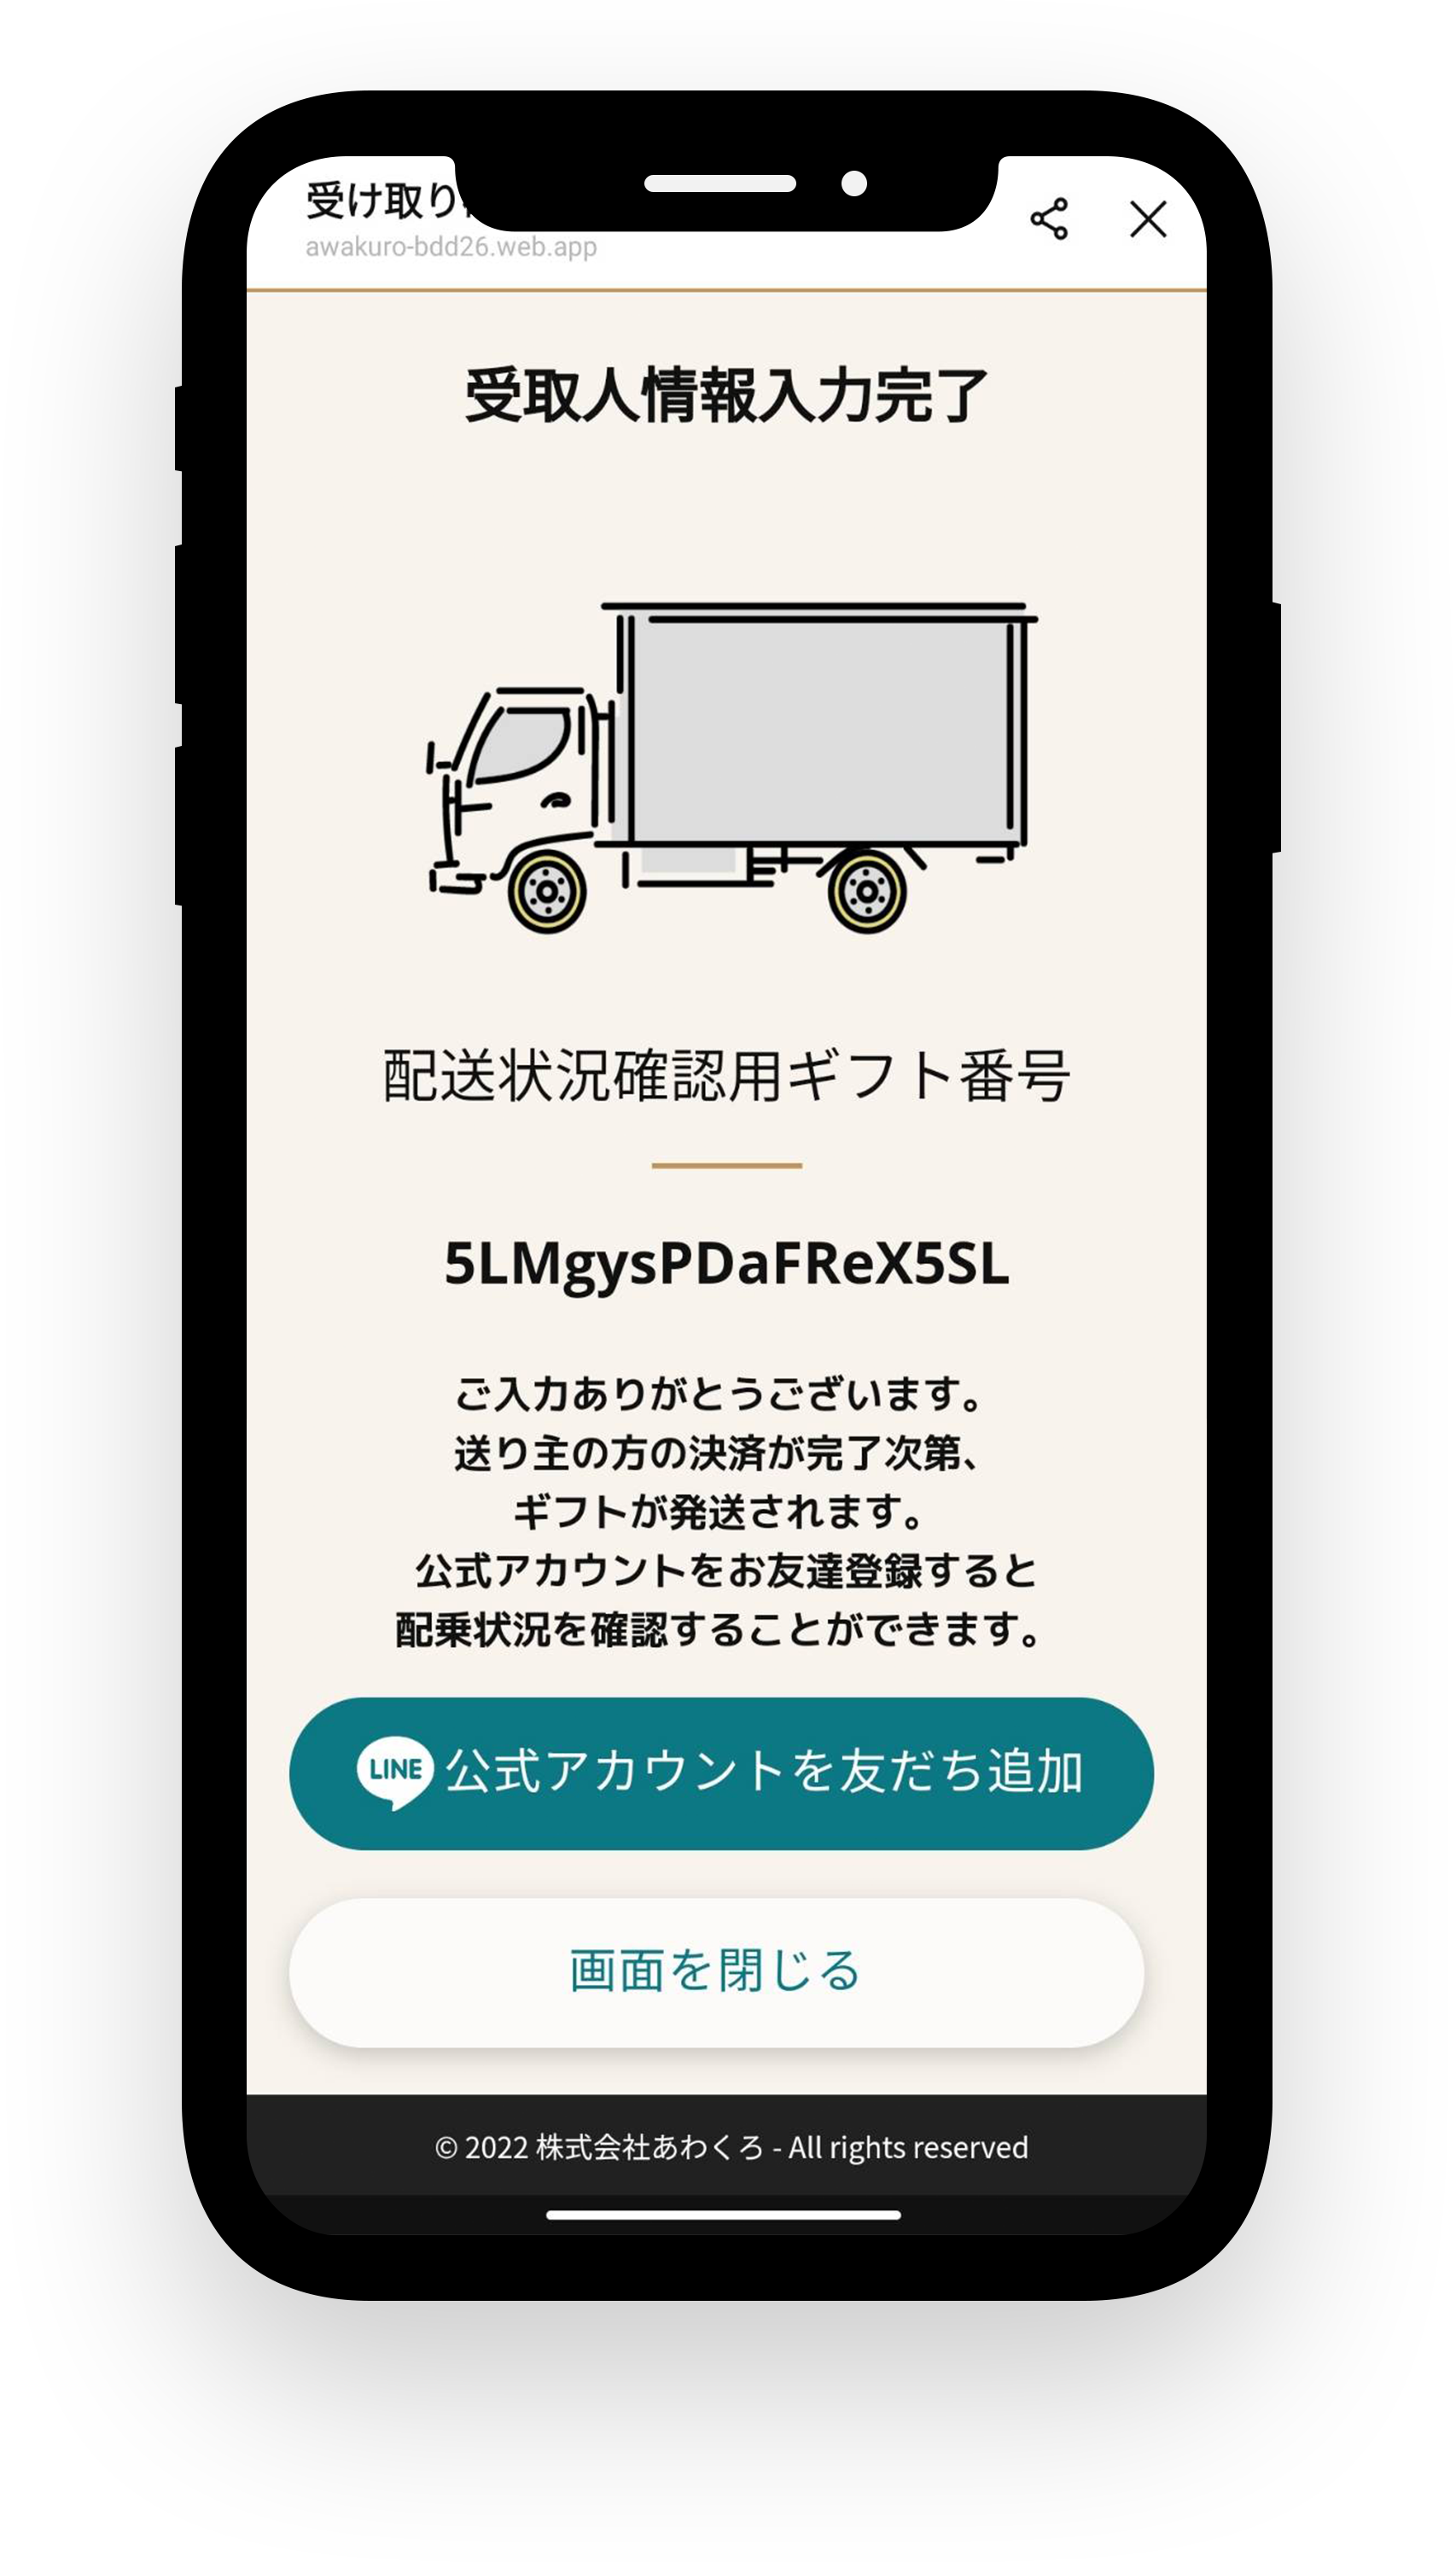 受け取り
awakuro-bdd26.web.app
受取人情報入力完了
配送状況確認用ギフト番号
5LMgysPDaFReX5SL
ご入力ありがとうございます。
送り主の方の決済が完了次第、
ギフトが発送されます。
公式アカウントをお友達登録すると
配乗状況を確認することができます。
LINE 公式アカウントを友だち追加
画面を閉じる
© 2022 株式会社あわくろ - All rights reserved